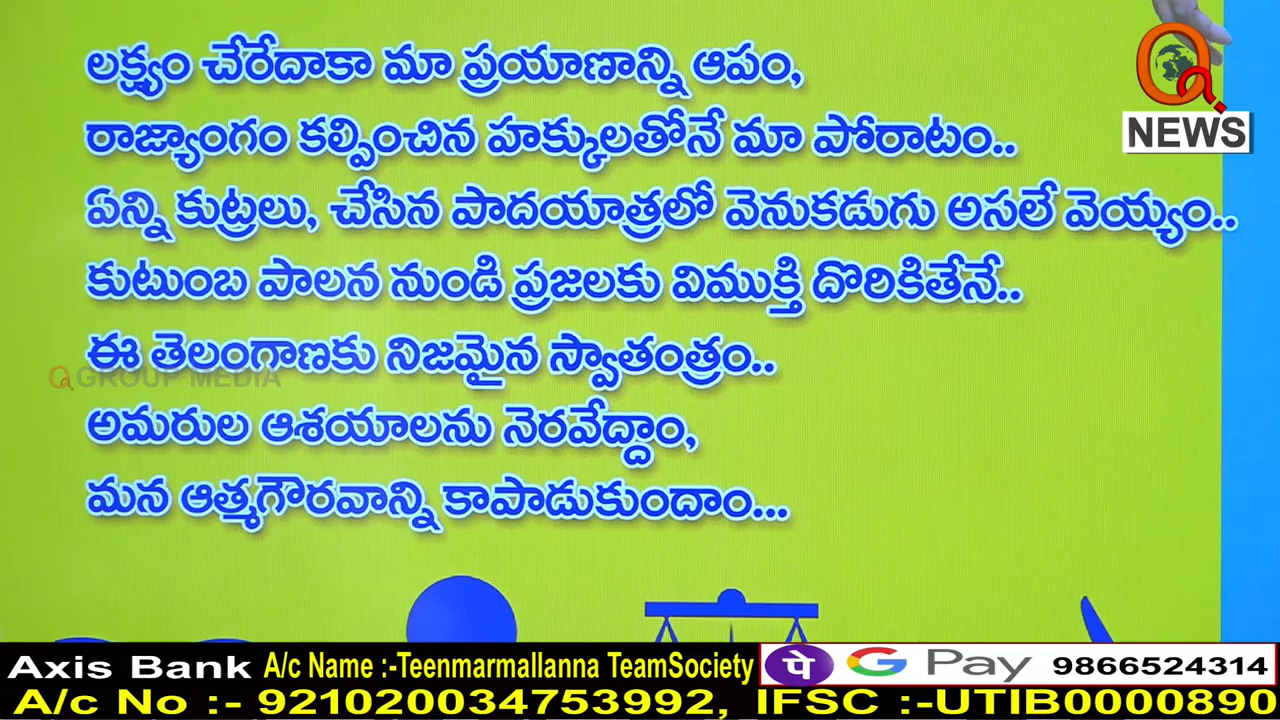 లక్ష్యం చేరేదాకా మా ప్రయాణాన్ని ఆపం,
రాజ్యాంగం కల్పించిన హక్కులతోనే మా పోరాటం..
ఏన్ని కుట్రలు, చేసిన పాదయాత్రలో వెనుకడుగు అసలే వెయ్యం..
కుటుంబ పాలన నుండి ప్రజలకు విముక్తి దొరికితేనే..
ఈ తెలంగాణకు నిజమైన స్వాతంత్రం..
అమరుల ఆశయాలను నెరవేద్దాం,
మన ఆత్మగౌరవాన్ని కాపాడుకుందాం...
Q
NEWS
Q GROUP MEDIA
Axis Bank A/c Name :-Teenmarmallanna TeamSociety
पे G Pay 9866524314
A/c No :- 921020034753992, IFSC :-UTIB0000890